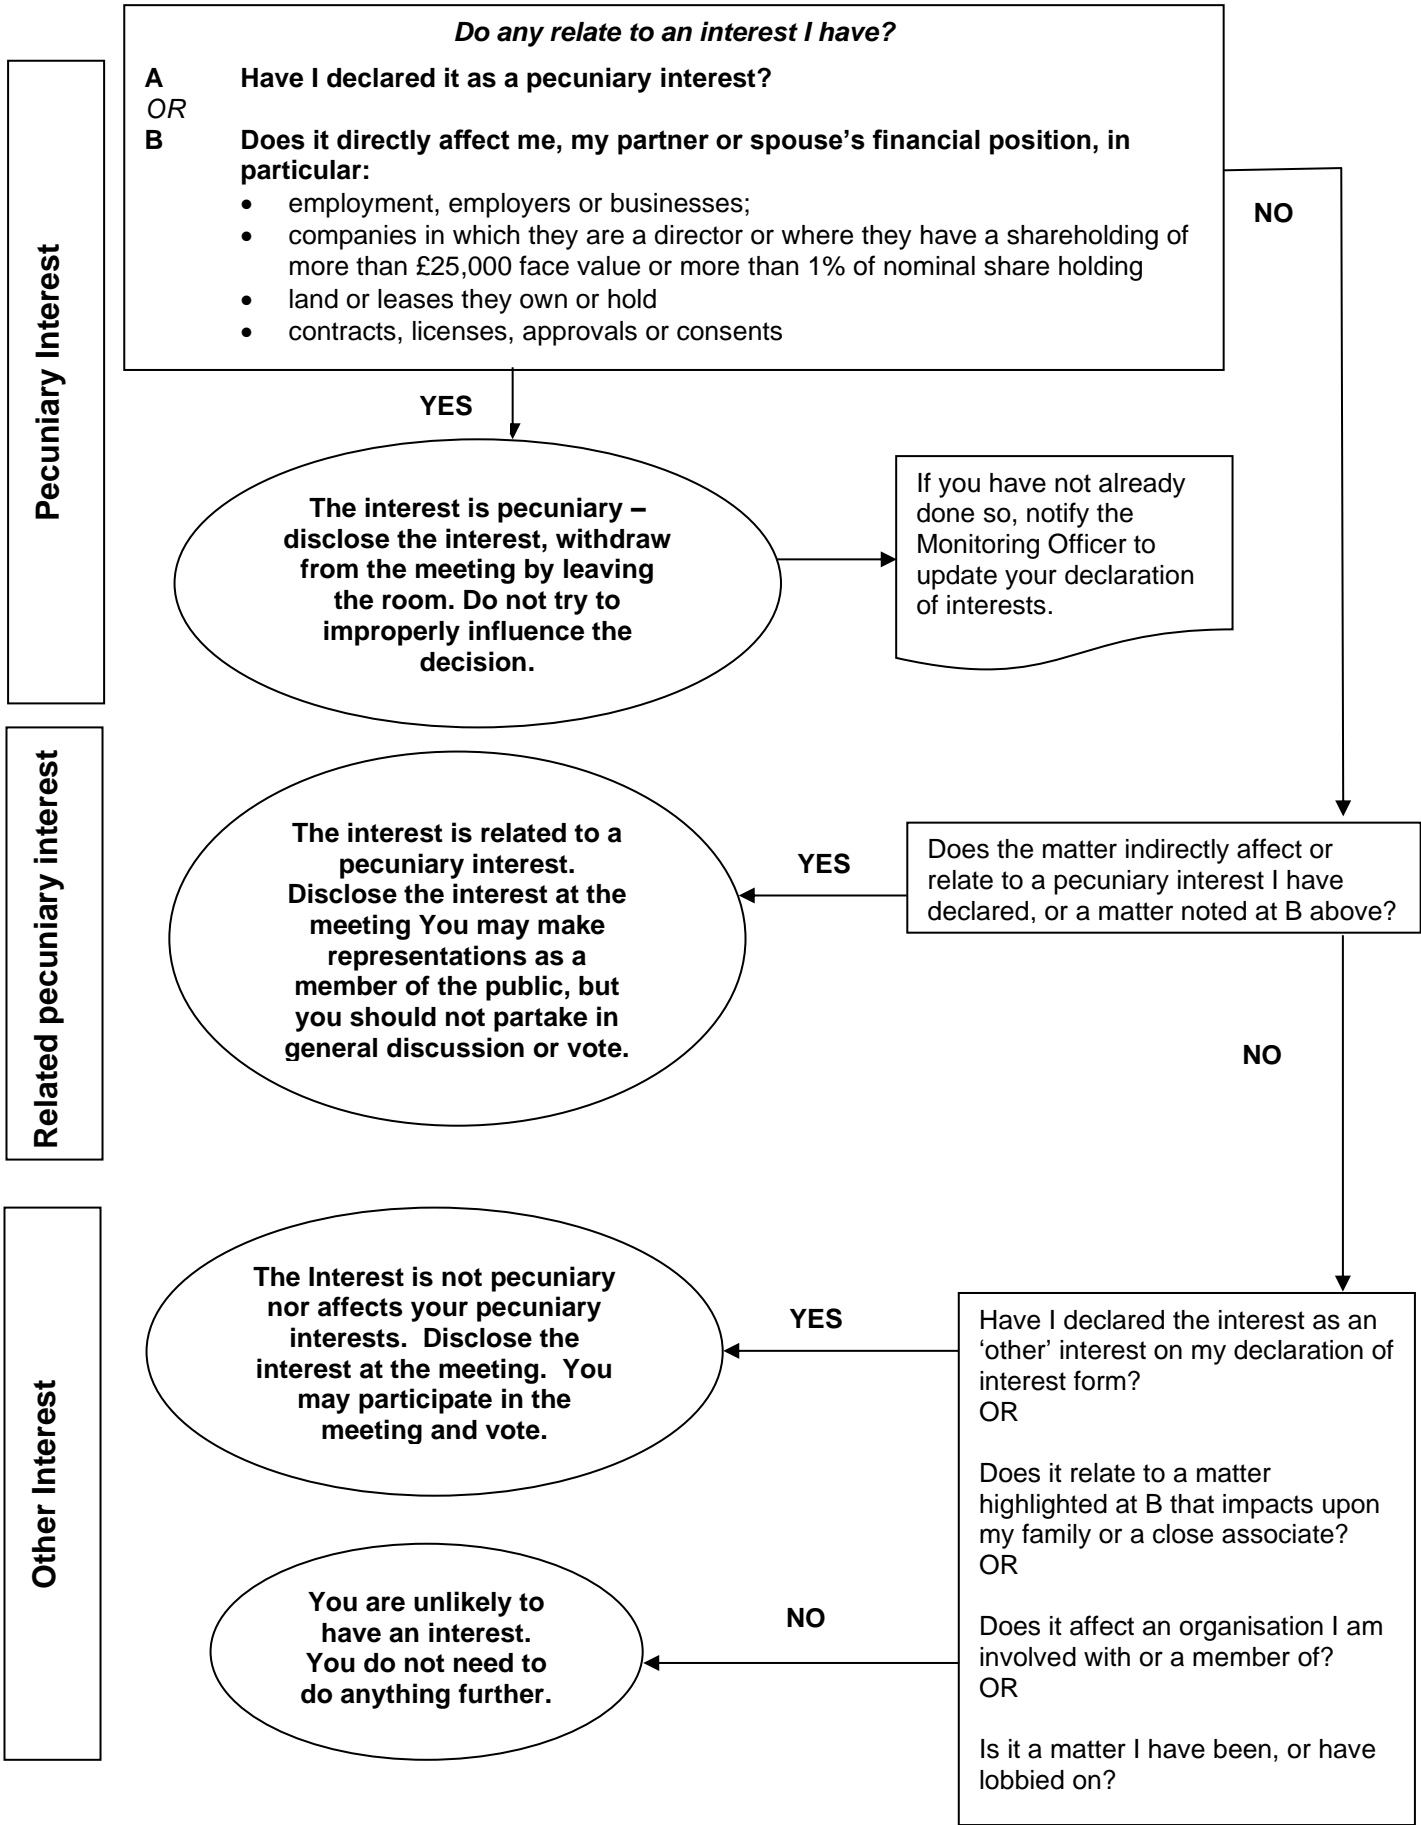 Do any relate to an interest I have?
A Have I declared it as a pecuniary interest?
OR
B Does it directly affect me, my partner or spouse's financial position, in
particular:
• employment, employers or businesses;
• companies in which they are a director or where they have a shareholding of
more than £25,000 face value or more than 1% of nominal share holding
• land or leases they own or hold
• contracts, licenses, approvals or consents
NO
Pecuniary Interest
YES
The interest is pecuniary –
disclose the interest, withdraw
from the meeting by leaving
the room. Do not try to
improperly influence the
decision.
If you have not already
done so, notify the
Monitoring Officer to
update your declaration
of interests.
Related pecuniary interest
The interest is related to a
pecuniary interest.
Disclose the interest at the
meeting You may make
representations as a
member of the public, but
you should not partake in
general discussion or vote.
YES
Does the matter indirectly affect or
relate to a pecuniary interest I have
declared, or a matter noted at B above?
NO
Other Interest
The Interest is not pecuniary
nor affects your pecuniary
interests.  Disclose the
interest at the meeting.  You
may participate in the
meeting and vote.
YES
Have I declared the interest as an
‘other’ interest on my declaration of
interest form?
OR
Does it relate to a matter
highlighted at B that impacts upon
my family or a close associate?
OR
Does it affect an organisation I am
involved with or a member of?
OR
Is it a matter I have been, or have
lobbied on?
NO
You are unlikely to
have an interest.
You do not need to
do anything further.